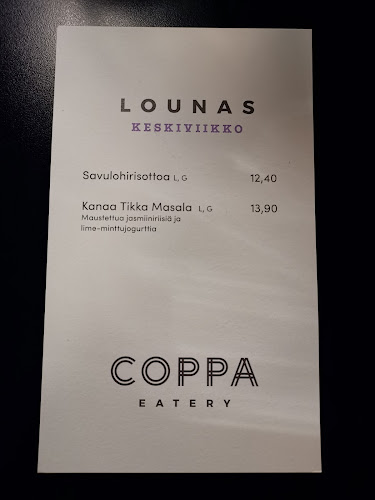 LOUNAS
KESKIVIIKKO
Savulohirisottoa L, G 12,40
Kanaa Tikka Masala L, G 13,90
Maustettua jasmiiniriisiä ja
lime-minttujogurttia
COPPA
EATERY